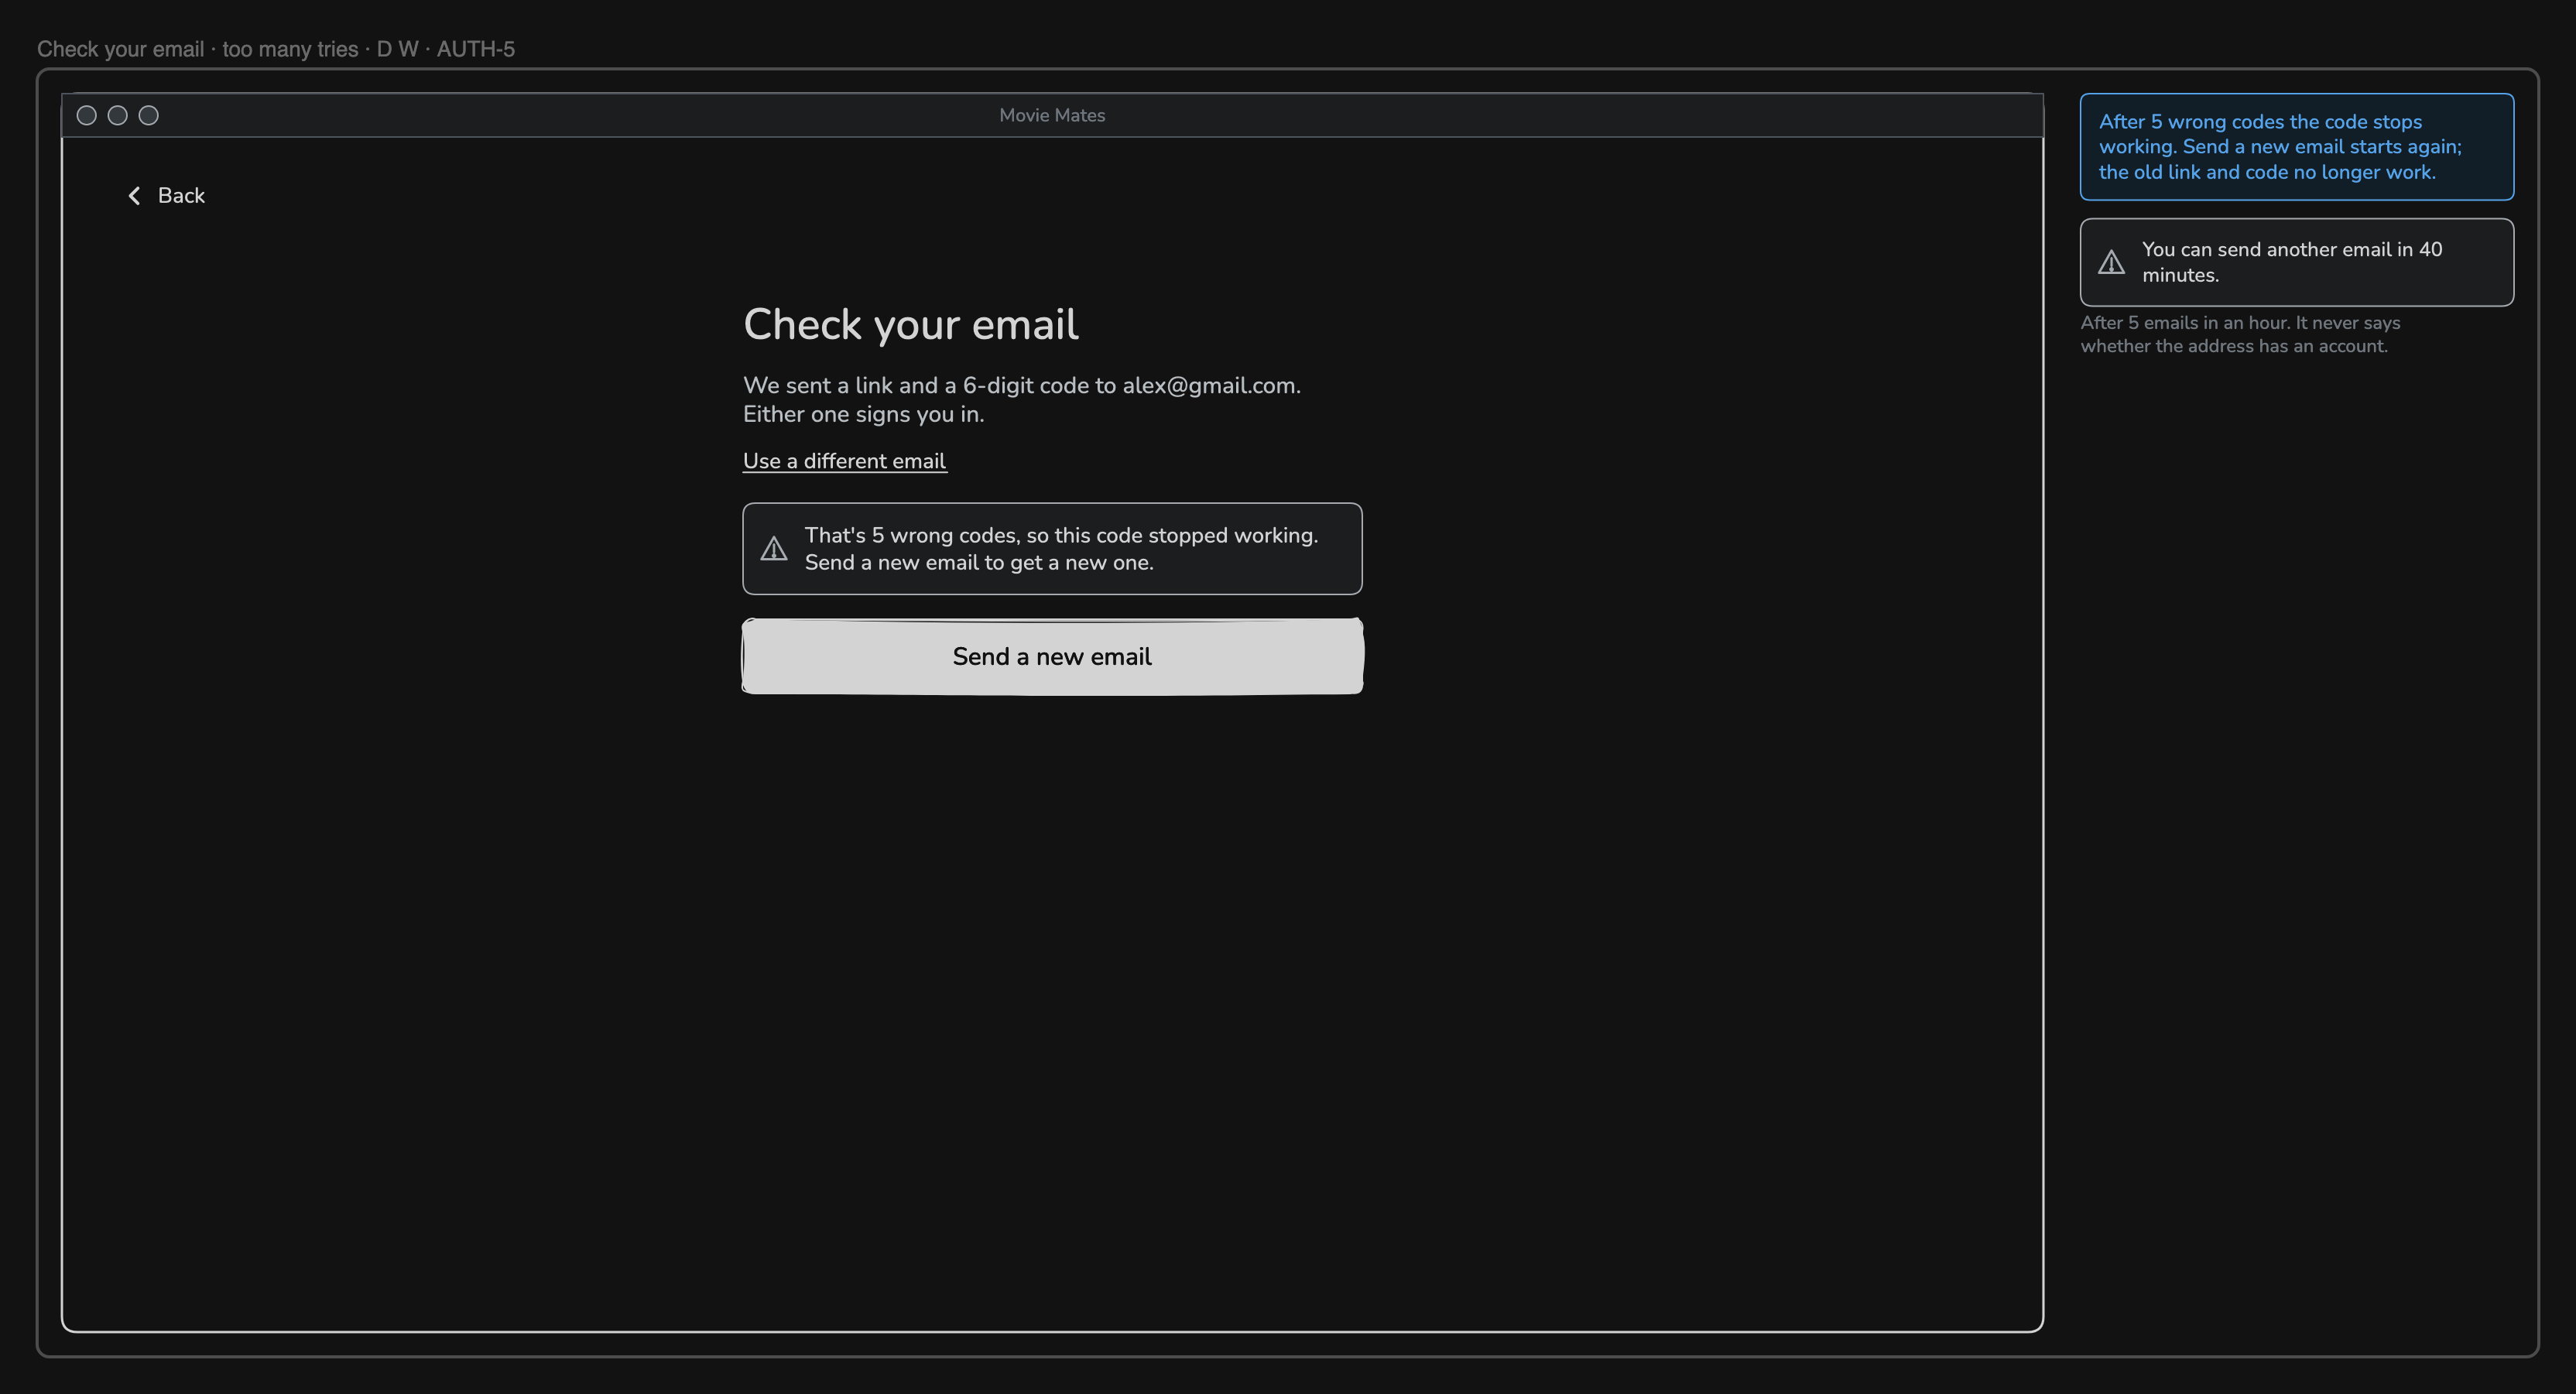 Check your email · too many tries · D W · AUTH-5
Movie Mates
Back
Check your email
We sent a link and a 6-digit code to alex@gmail.com.
Either one signs you in.
Use a different email
That's 5 wrong codes, so this code stopped working.
Send a new email to get a new one.
Send a new email
After 5 wrong codes the code stops
working. Send a new email starts again;
the old link and code no longer work.
You can send another email in 40
minutes.
After 5 emails in an hour. It never says
whether the address has an account.